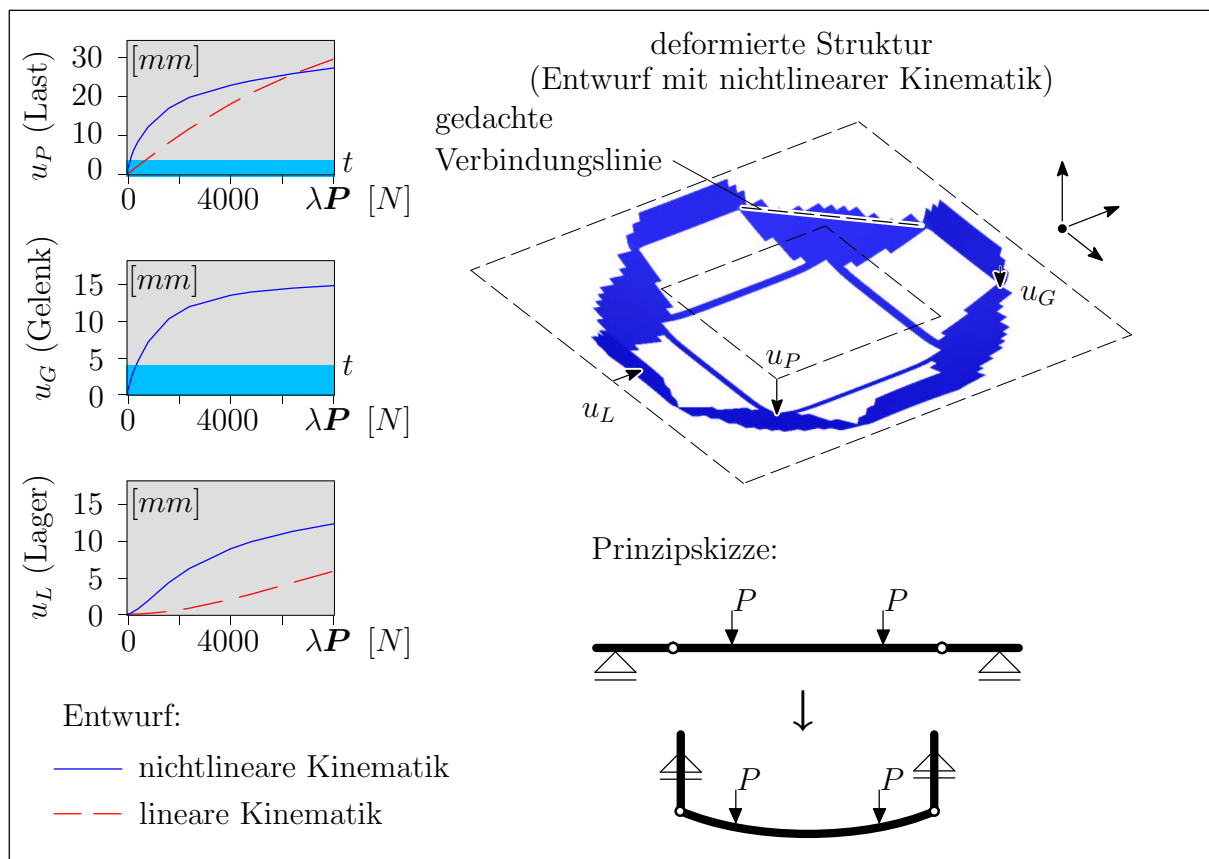 u_P (Last)
[mm]
30
20
10
0
t
0 4000 λP [N]
u_G (Gelenk)
[mm]
15
10
5
0
t
0 4000 λP [N]
u_L (Lager)
[mm]
15
10
5
0
0 4000 λP [N]
Entwurf:
nichtlineare Kinematik
lineare Kinematik
deformierte Struktur
(Entwurf mit nichtlinearer Kinematik)
gedachte
Verbindungslinie
u_G
u_P
u_L
Prinzipskizze:
P P
P P